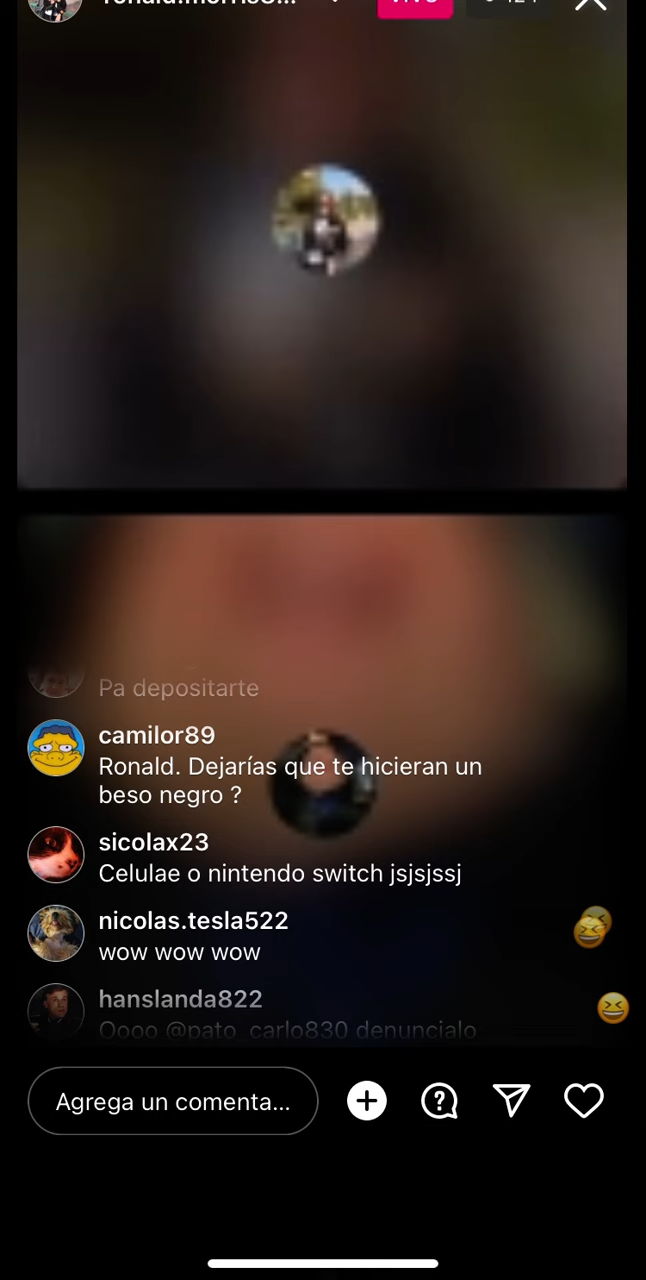 Pa depositarte
camilor89
Ronald. Dejarías que te hicieran un
beso negro ?
sicolax23
Celulae o nintendo switch jsjsjssj
nicolas.tesla522
wow wow wow
hanslanda822
Oooo @pato_carlo830 denuncialo
Agrega un comenta...